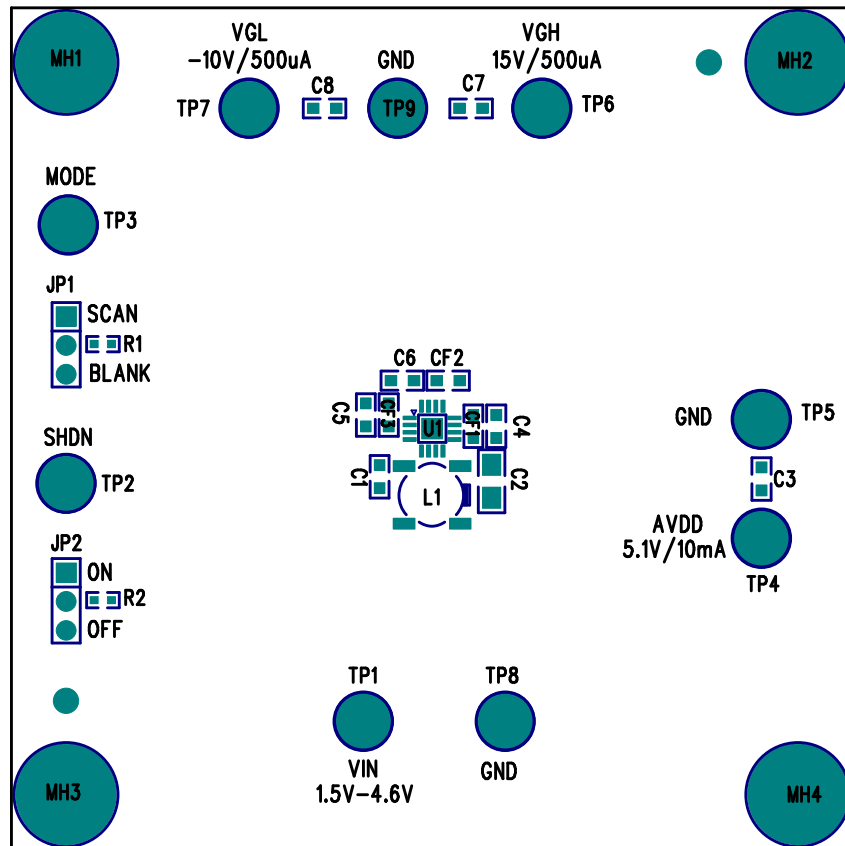 VGL
-10V/500uA
GND
VGH
15V/500uA
MH1
MH2
C8
C7
TP7
TP9
TP6
MODE
TP3
JP1
SCAN
R1
BLANK
C6
CF2
C5
CF3
U1
CF1
C4
GND
TP5
SHDN
TP2
C1
L1
C2
C3
JP2
AVDD
5.1V/10mA
ON
TP4
R2
OFF
TP1
TP8
VIN
1.5V-4.6V
GND
MH3
MH4